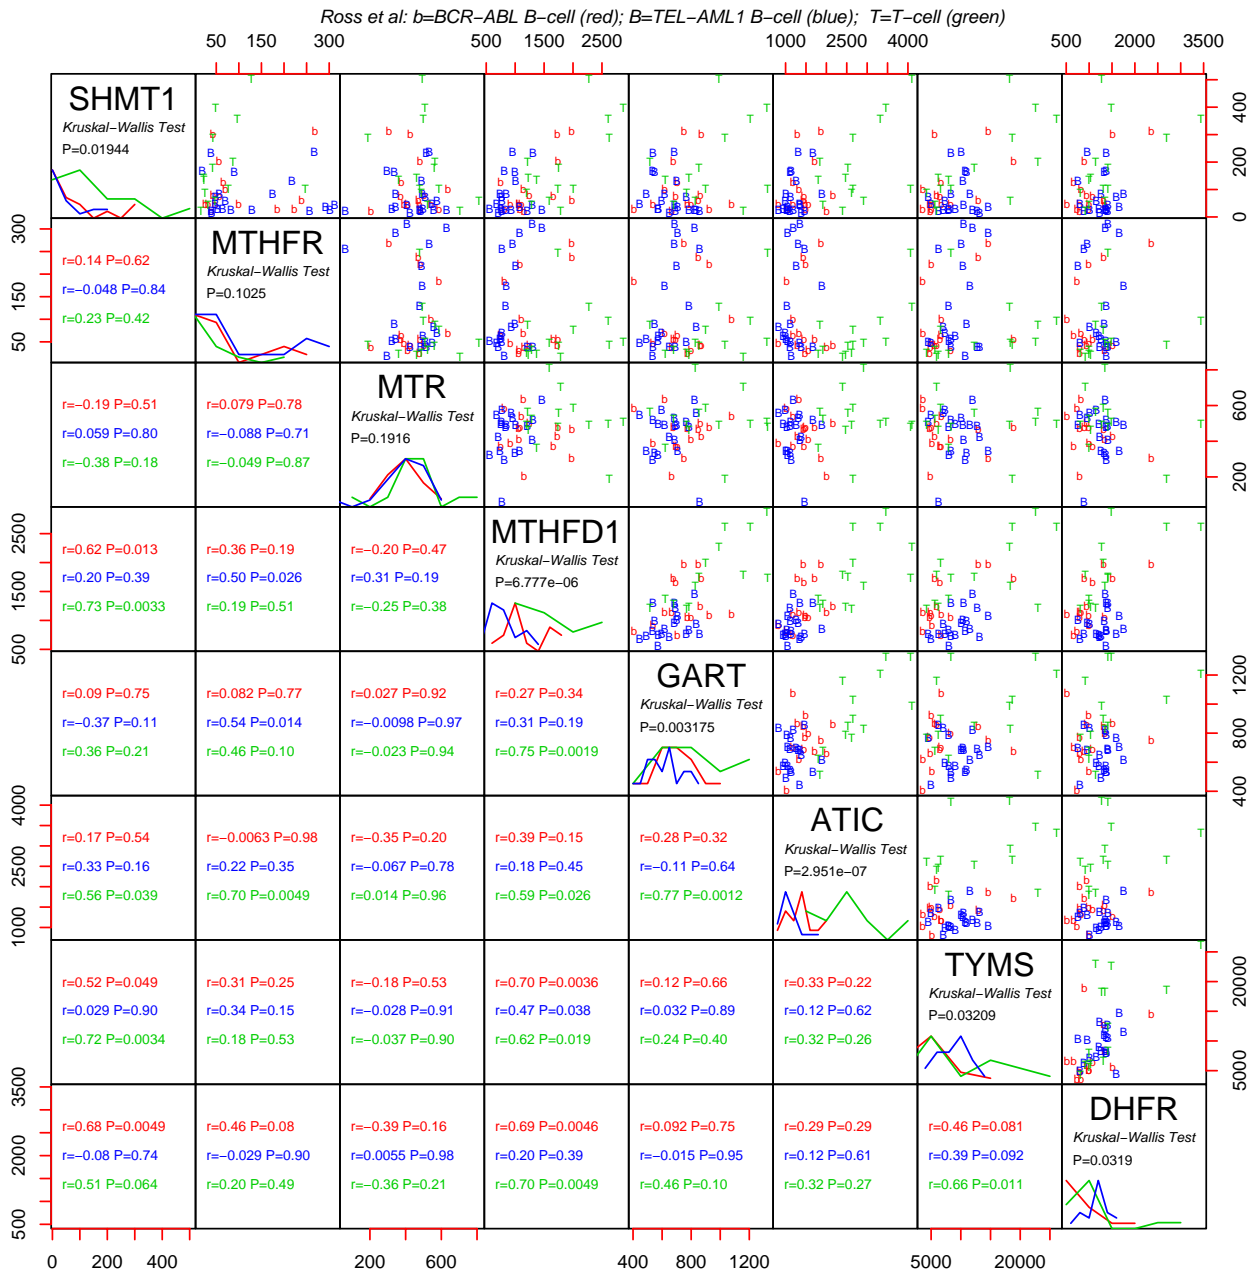 Ross et al: b=BCR−ABL B−cell (red); B=TEL−AML1 B−cell (blue); T=T−cell (green)
50 150 300 500 1500 2500 1000 2500 4000 500 2000 3500
SHMT1
Kruskal−Wallis Test
P=0.01944
0 200 400
300
150
50
MTHFR
Kruskal−Wallis Test
P=0.1025
r=0.14 P=0.62
r=−0.048 P=0.84
r=0.23 P=0.42
MTR
Kruskal−Wallis Test
P=0.1916
r=−0.19 P=0.51 r=0.079 P=0.78
r=0.059 P=0.80 r=−0.088 P=0.71
r=−0.38 P=0.18 r=−0.049 P=0.87
200 600
2500
1500
500
MTHFD1
Kruskal−Wallis Test
P=6.777e−06
r=0.62 P=0.013 r=0.36 P=0.19 r=−0.20 P=0.47
r=0.20 P=0.39 r=0.50 P=0.026 r=0.31 P=0.19
r=0.73 P=0.0033 r=0.19 P=0.51 r=−0.25 P=0.38
GART
Kruskal−Wallis Test
P=0.003175
r=0.09 P=0.75 r=0.082 P=0.77 r=0.027 P=0.92 r=0.27 P=0.34
r=−0.37 P=0.11 r=0.54 P=0.014 r=−0.0098 P=0.97 r=0.31 P=0.19
r=0.36 P=0.21 r=0.46 P=0.10 r=−0.023 P=0.94 r=0.75 P=0.0019
400 800 1200
4000
2500
1000
ATIC
Kruskal−Wallis Test
P=2.951e−07
r=0.17 P=0.54 r=−0.0063 P=0.98 r=−0.35 P=0.20 r=0.39 P=0.15 r=0.28 P=0.32
r=0.33 P=0.16 r=0.22 P=0.35 r=−0.067 P=0.78 r=0.18 P=0.45 r=−0.11 P=0.64
r=0.56 P=0.039 r=0.70 P=0.0049 r=0.014 P=0.96 r=0.59 P=0.026 r=0.77 P=0.0012
TYMS
Kruskal−Wallis Test
P=0.03209
r=0.52 P=0.049 r=0.31 P=0.25 r=−0.18 P=0.53 r=0.70 P=0.0036 r=0.12 P=0.66 r=0.33 P=0.22
r=0.029 P=0.90 r=0.34 P=0.15 r=−0.028 P=0.91 r=0.47 P=0.038 r=0.032 P=0.89 r=0.12 P=0.62
r=0.72 P=0.0034 r=0.18 P=0.53 r=−0.037 P=0.90 r=0.62 P=0.019 r=0.24 P=0.40 r=0.32 P=0.26
5000 20000
3500
2000
500
DHFR
Kruskal−Wallis Test
P=0.0319
r=0.68 P=0.0049 r=0.46 P=0.08 r=−0.39 P=0.16 r=0.69 P=0.0046 r=0.092 P=0.75 r=0.29 P=0.29 r=0.46 P=0.081
r=−0.08 P=0.74 r=−0.029 P=0.90 r=0.0055 P=0.98 r=0.20 P=0.39 r=−0.015 P=0.95 r=0.12 P=0.61 r=0.39 P=0.092
r=0.51 P=0.064 r=0.20 P=0.49 r=−0.36 P=0.21 r=0.70 P=0.0049 r=0.46 P=0.10 r=0.32 P=0.27 r=0.66 P=0.011
0 200 400 200 600 400 800 1200 5000 20000